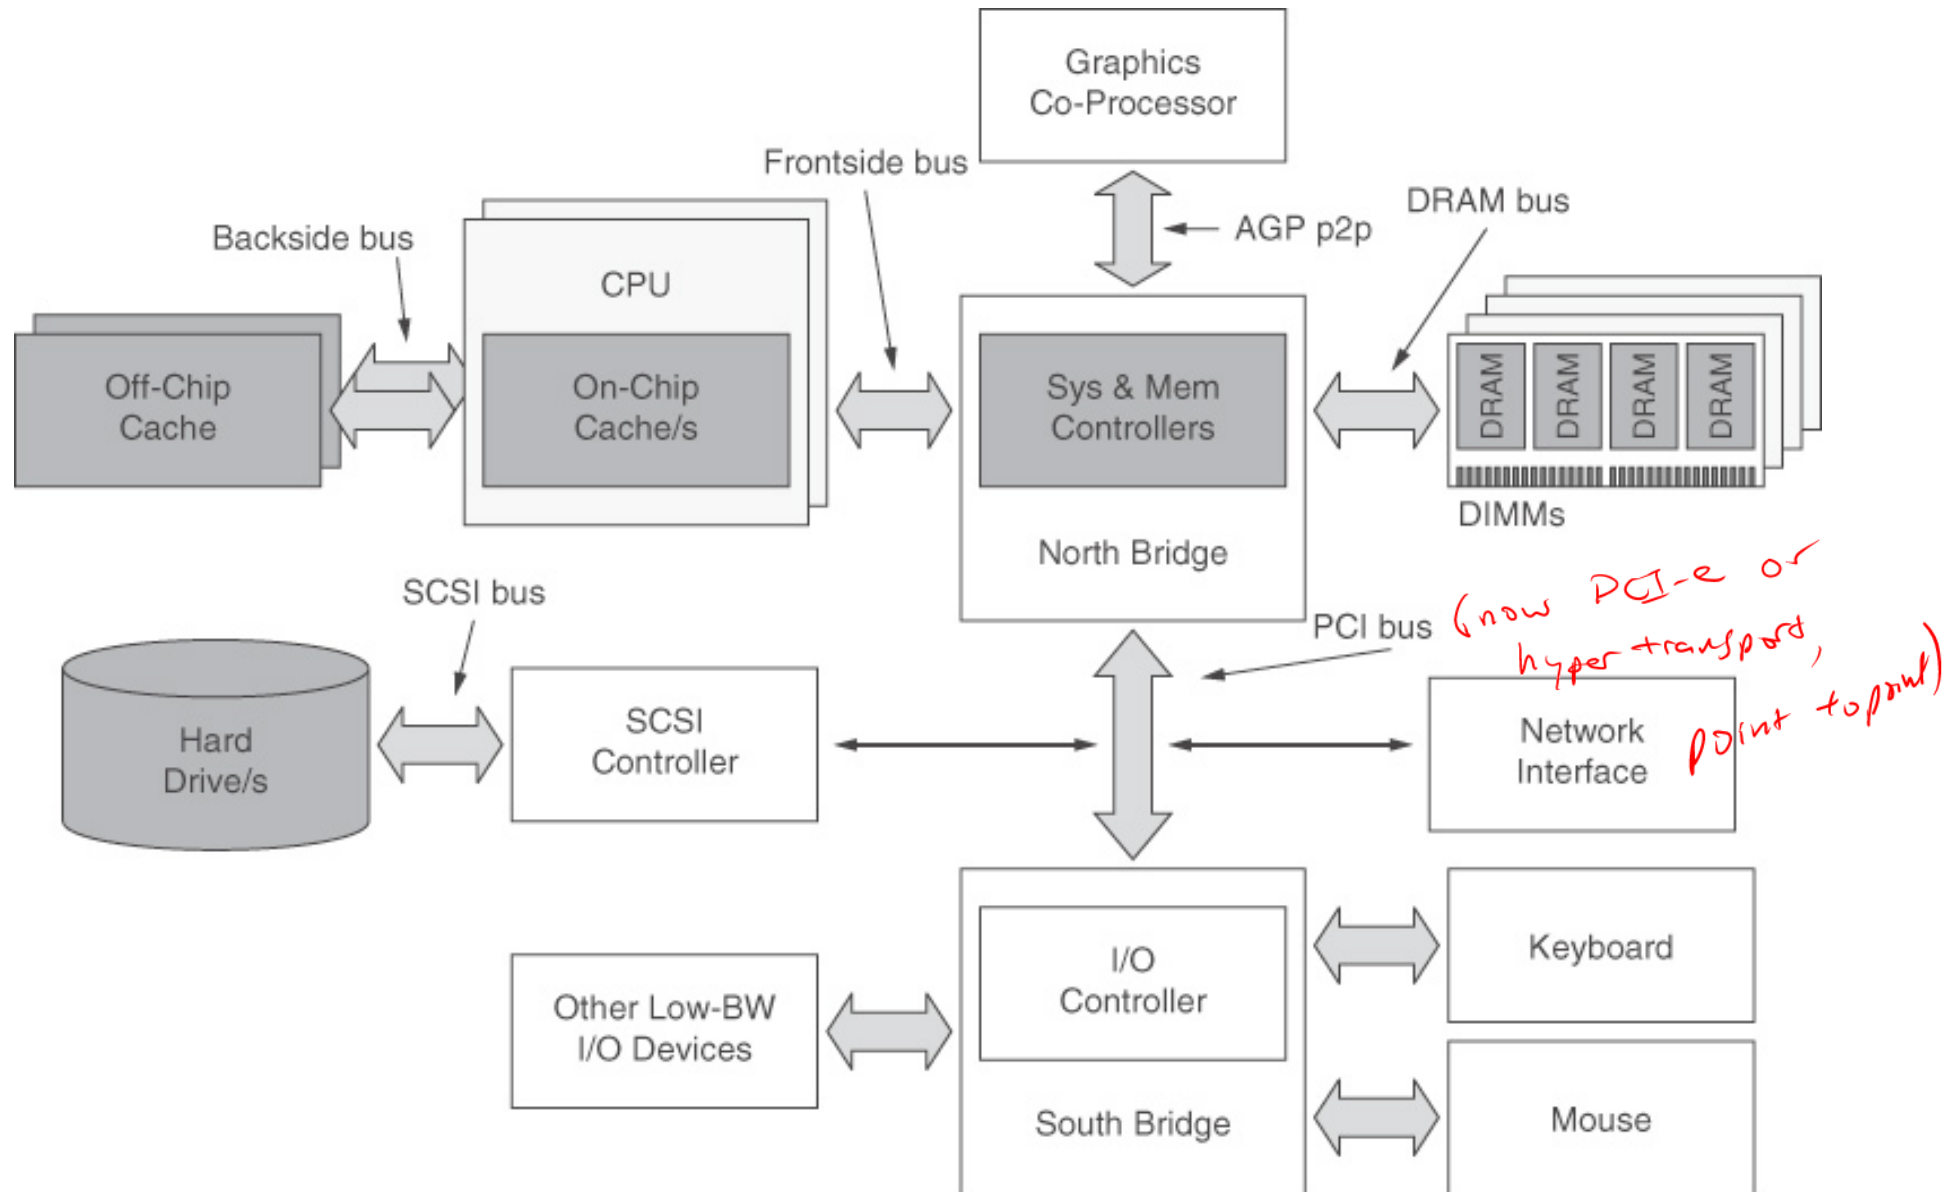 Graphics
Co-Processor
Frontside bus
Backside bus
AGP p2p
DRAM bus
CPU
Off-Chip
Cache
On-Chip
Cache/s
Sys & Mem
Controllers
North Bridge
DRAM
DRAM
DRAM
DRAM
DIMMs
SCSI bus
PCI bus
(now PCI-e or
hyper transport,
point to point)
Hard
Drive/s
SCSI
Controller
Network
Interface
Other Low-BW
I/O Devices
I/O
Controller
South Bridge
Keyboard
Mouse